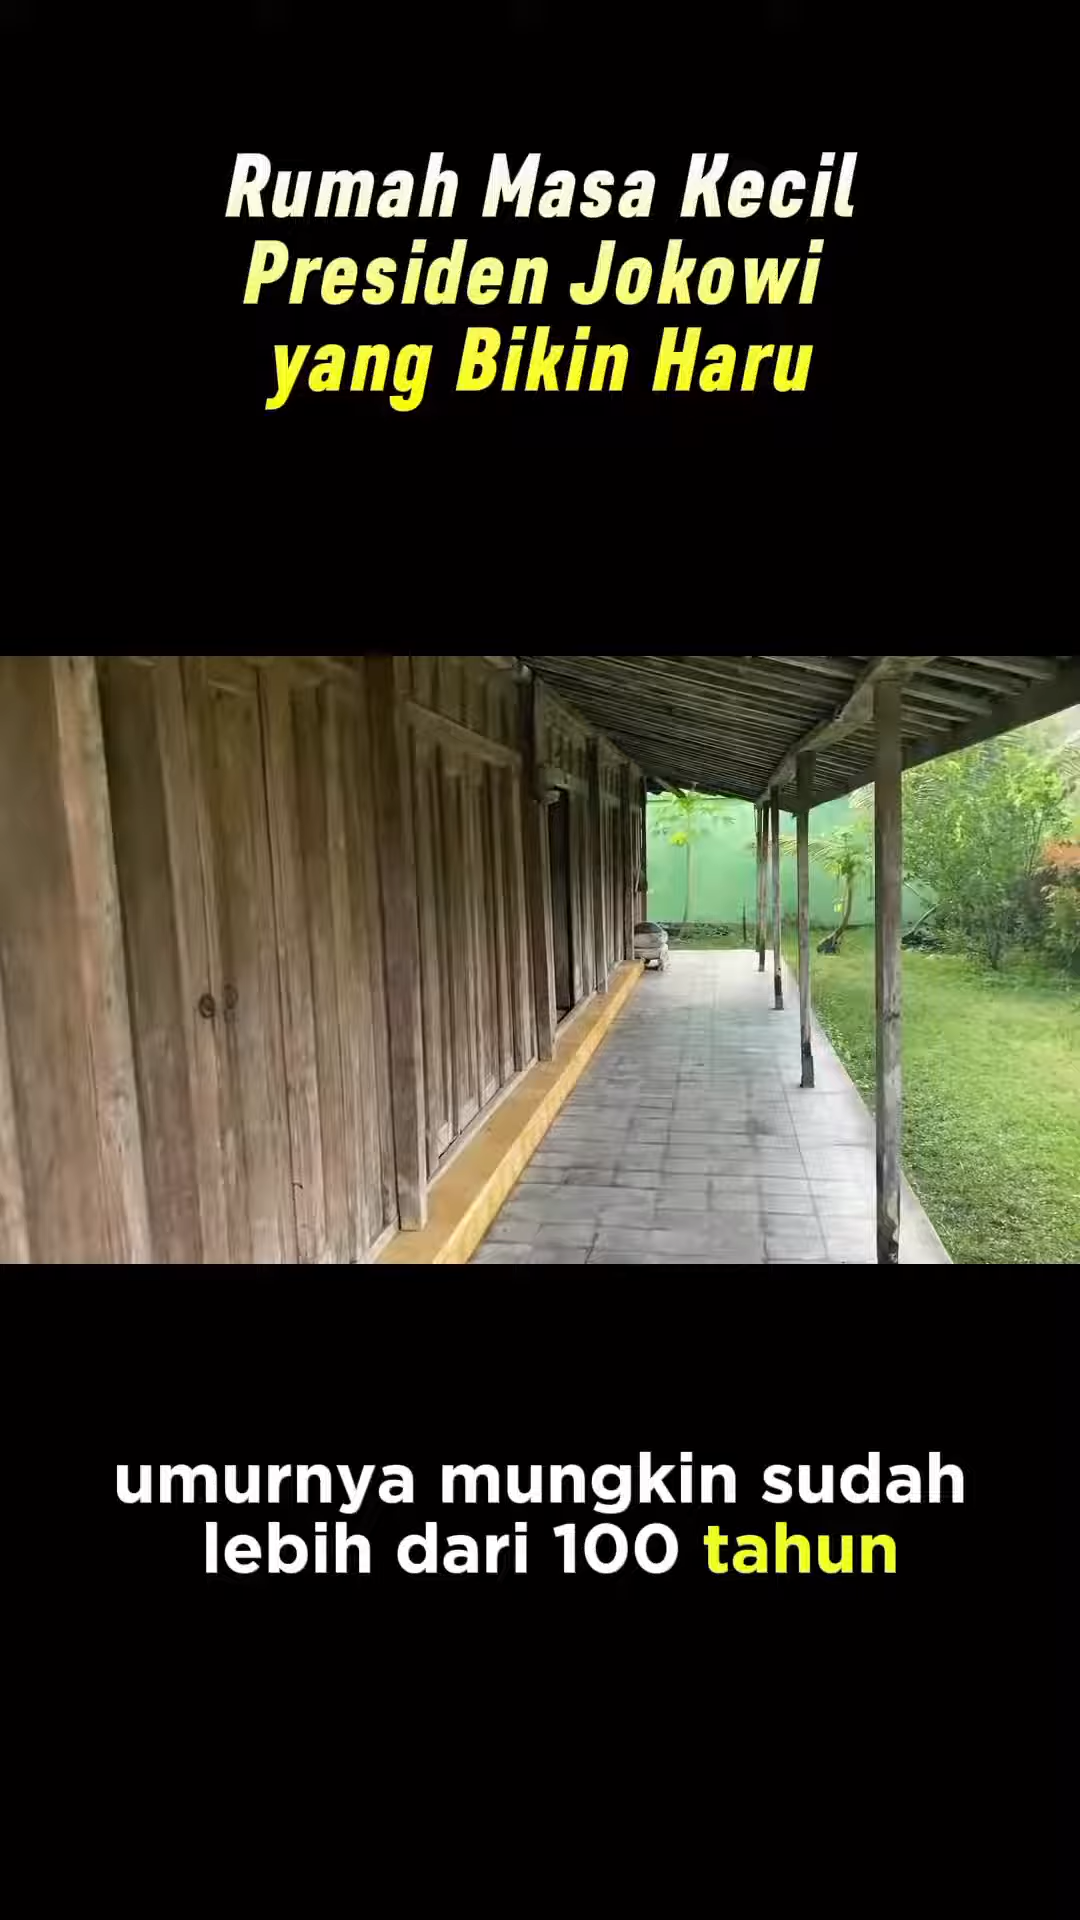 Rumah Masa Kecil
Presiden Jokowi
yang Bikin Haru
umurnya mungkin sudah
lebih dari 100 tahun